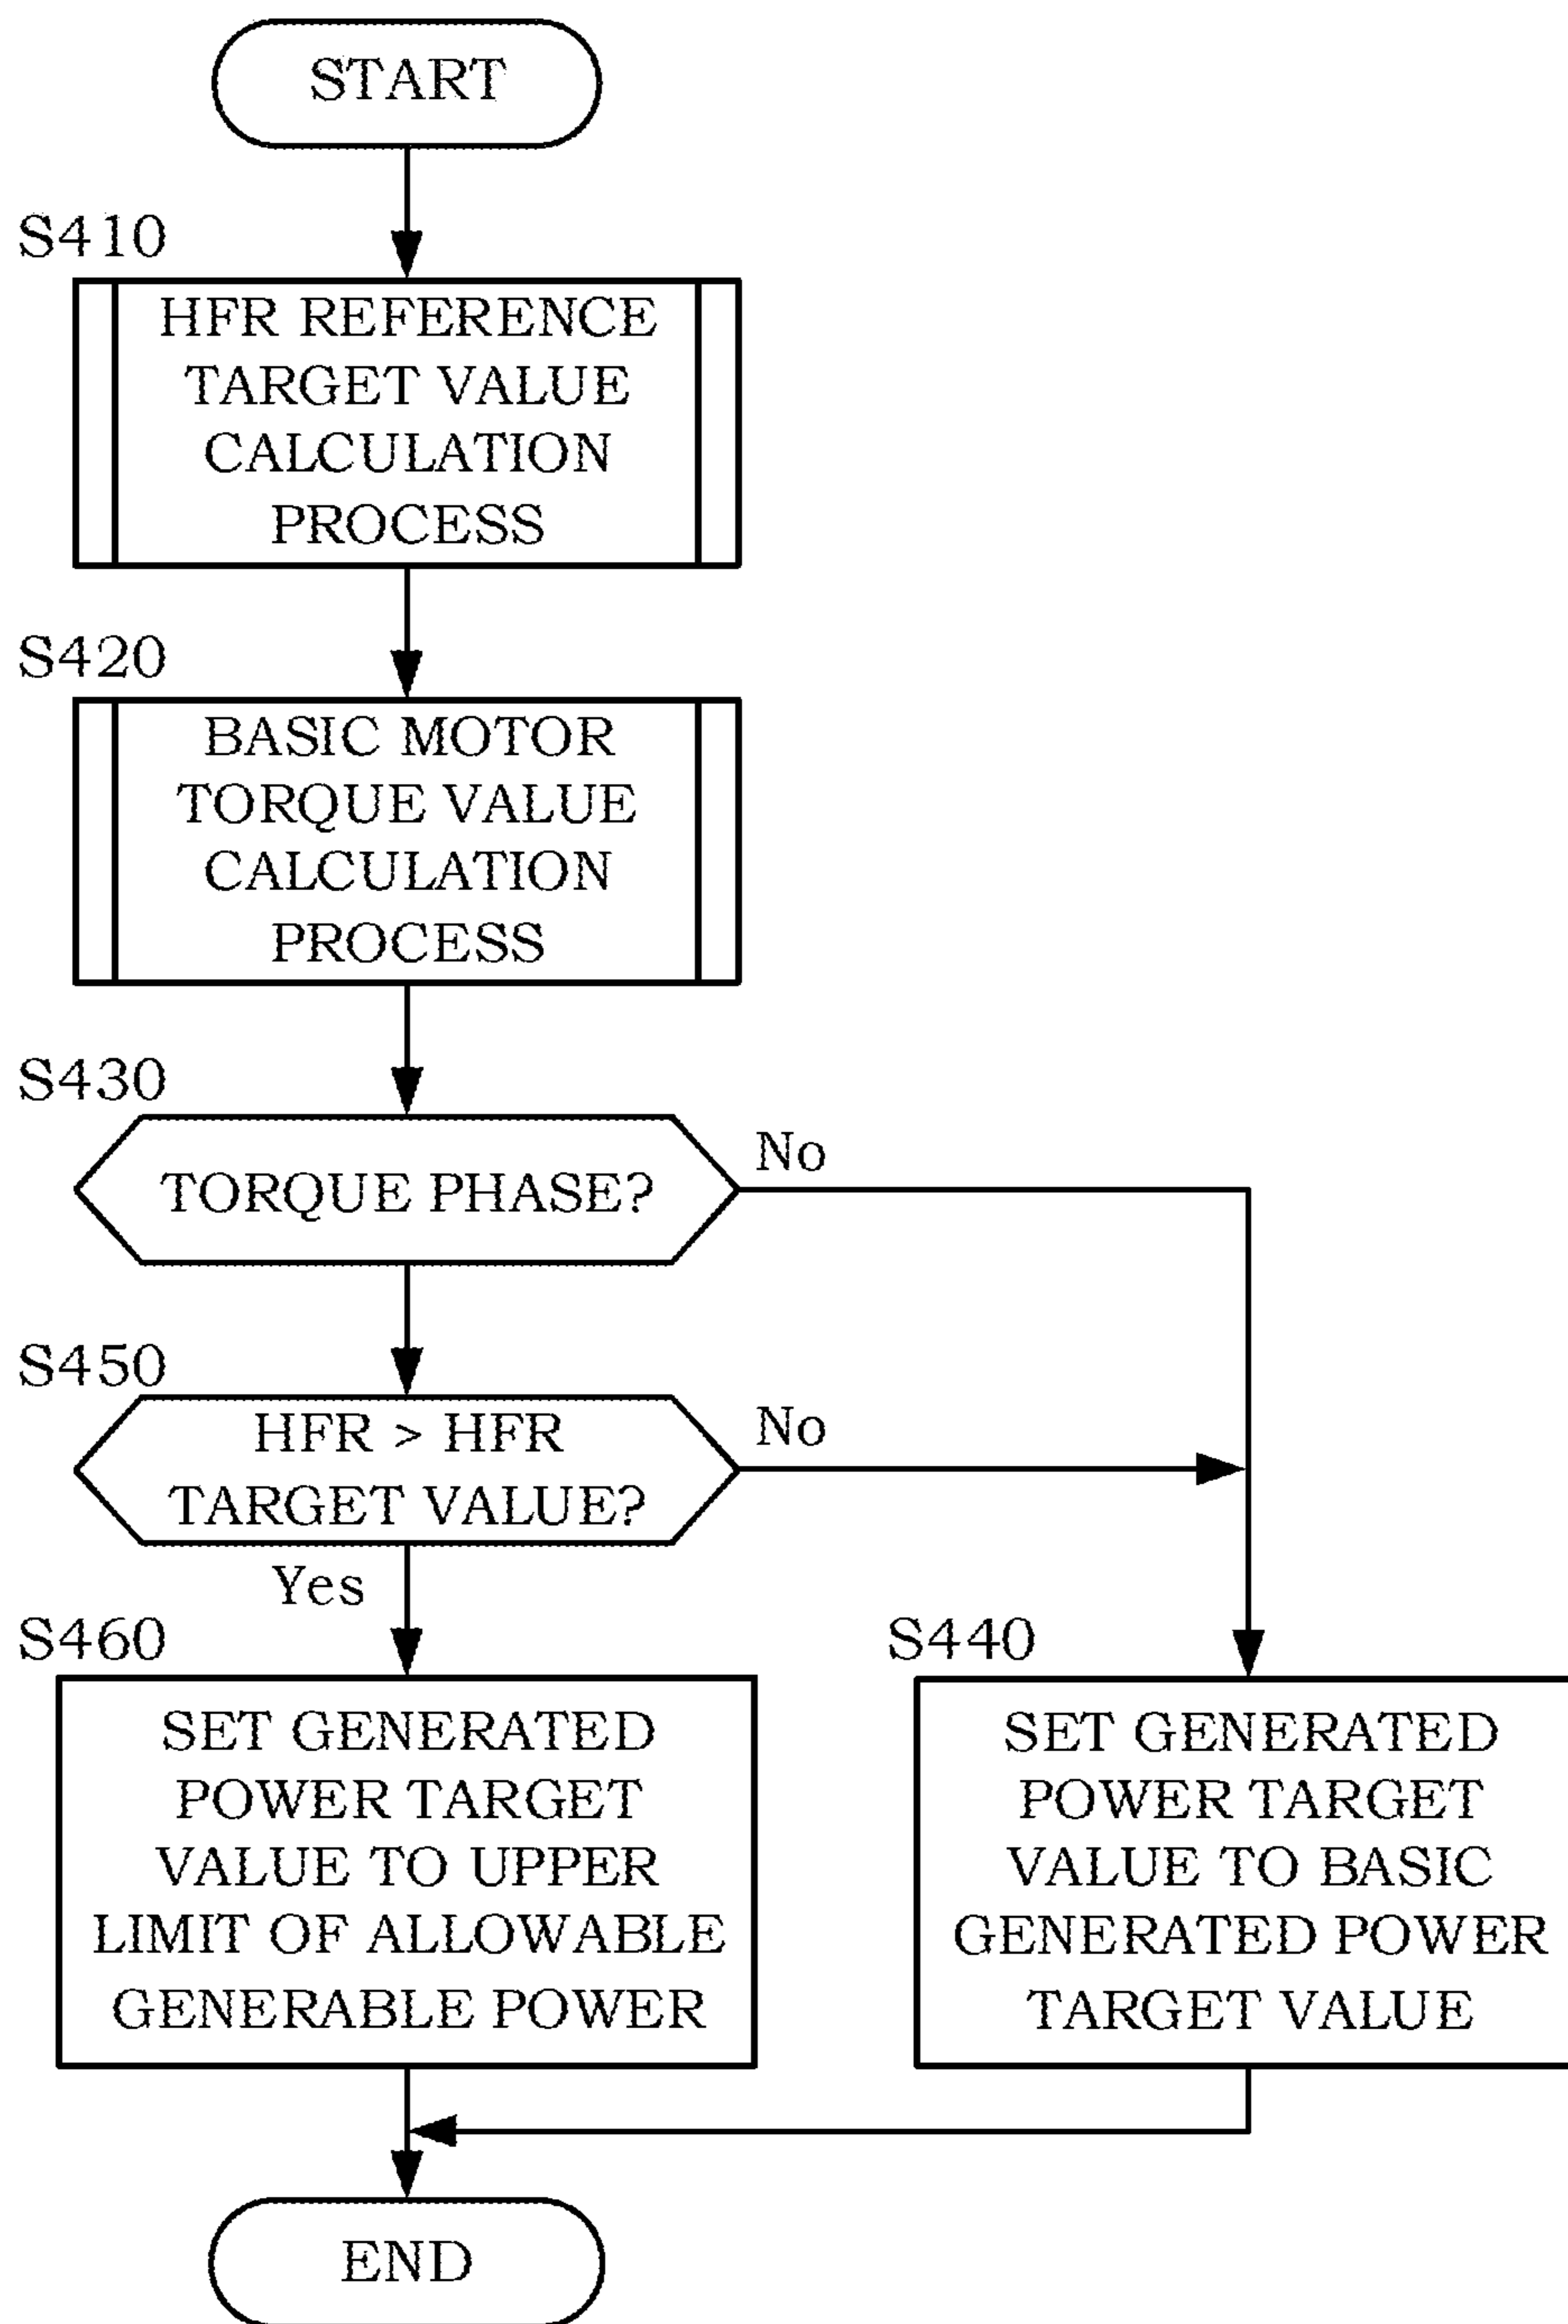 START
S410
HFR REFERENCE
TARGET VALUE
CALCULATION
PROCESS
S420
BASIC MOTOR
TORQUE VALUE
CALCULATION
PROCESS
S430
TORQUE PHASE?
No
S450
HFR > HFR
TARGET VALUE?
No
Yes
S460
SET GENERATED
POWER TARGET
VALUE TO UPPER
LIMIT OF ALLOWABLE
GENERABLE POWER
S440
SET GENERATED
POWER TARGET
VALUE TO BASIC
GENERATED POWER
TARGET VALUE
END